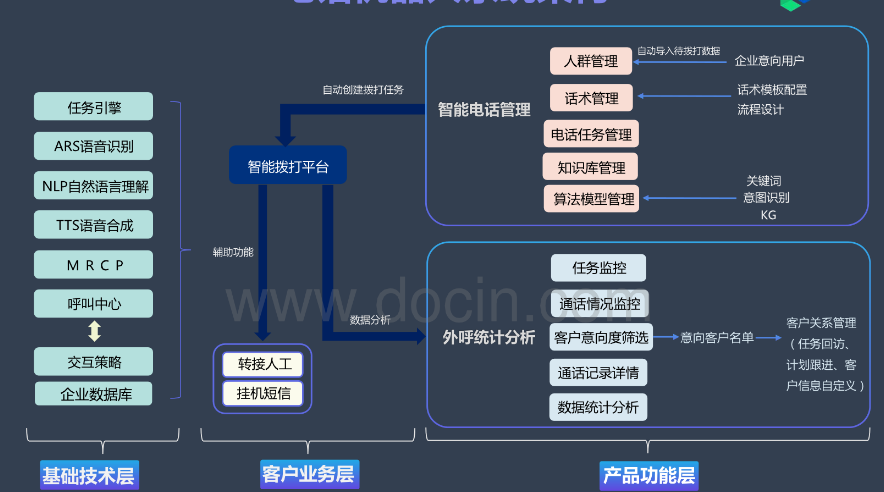 任务引擎
ARS语音识别
NLP自然语言理解
TTS语音合成
M R C P
呼叫中心
交互策略
企业数据库
基础技术层
自动创建拨打任务
智能拨打平台
辅助功能
数据分析
转接人工
挂机短信
客户业务层
智能电话管理
人群管理
自动导入待拨打数据
企业意向用户
话术管理
话术模板配置
流程设计
电话任务管理
知识库管理
算法模型管理
关键词
意图识别
KG
外呼统计分析
任务监控
通话情况监控
客户意向度筛选
意向客户名单
客户关系管理
（任务回访、
计划跟进、客
户信息自定义）
通话记录详情
数据统计分析
产品功能层
www.docin.com